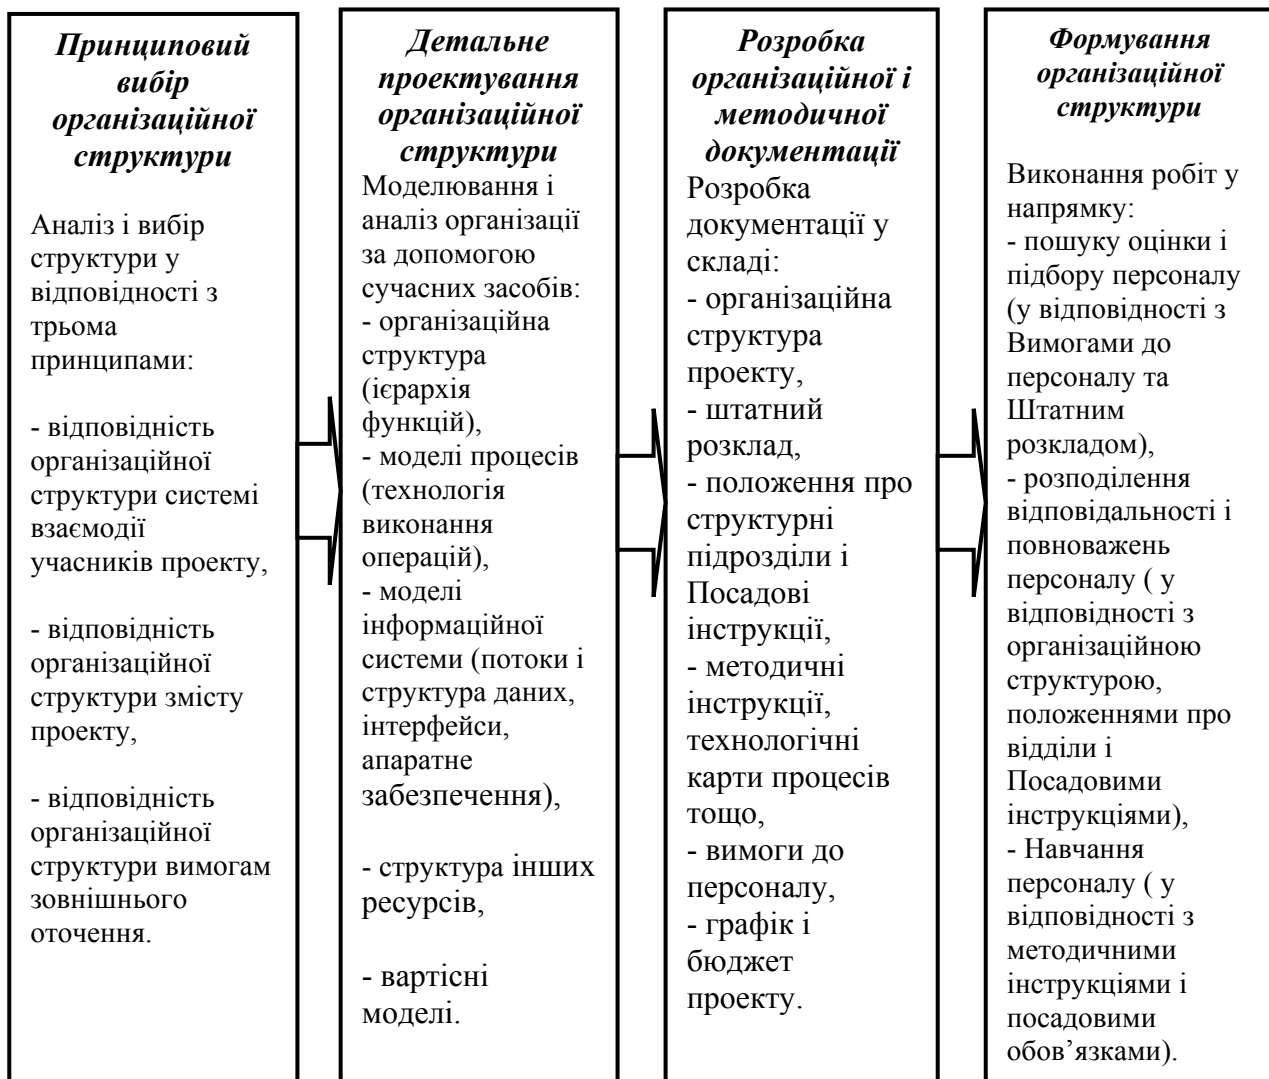 Принциповий
вибір
організаційної
структури
Аналіз і вибір
структури у
відповідності з
трьома
принципами:
- відповідність
організаційної
структури системі
взаємодії
учасників проекту,
- відповідність
організаційної
структури змісту
проекту,
- відповідність
організаційної
структури вимогам
зовнішнього
оточення.
Детальне
проектування
організаційної
структури
Моделювання і
аналіз організації
за допомогою
сучасних засобів:
- організаційна
структура
(ієрархія
функцій),
- моделі процесів
(технологія
виконання
операцій),
- моделі
інформаційної
системи (потоки і
структура даних,
інтерфейси,
апаратне
забезпечення),
- структура інших
ресурсів,
- вартісні
моделі.
Розробка
організаційної і
методичної
документації
Розробка
документації у
складі:
- організаційна
структура
проекту,
- штатний
розклад,
- положення про
структурні
підрозділи і
Посадові
інструкції,
- методичні
інструкції,
технологічні
карти процесів
тощо,
- вимоги до
персоналу,
- графік і
бюджет
проекту.
Формування
організаційної
структури
Виконання робіт у
напрямку:
- пошуку оцінки і
підбору персоналу
(у відповідності з
Вимогами до
персоналу та
Штатним
розкладом),
- розподілення
відповідальності і
повноважень
персоналу ( у
відповідності з
організаційною
структурою,
положеннями про
відділи і
Посадовими
інструкціями),
- Навчання
персоналу ( у
відповідності з
методичними
інструкціями і
посадовими
обов’язками).